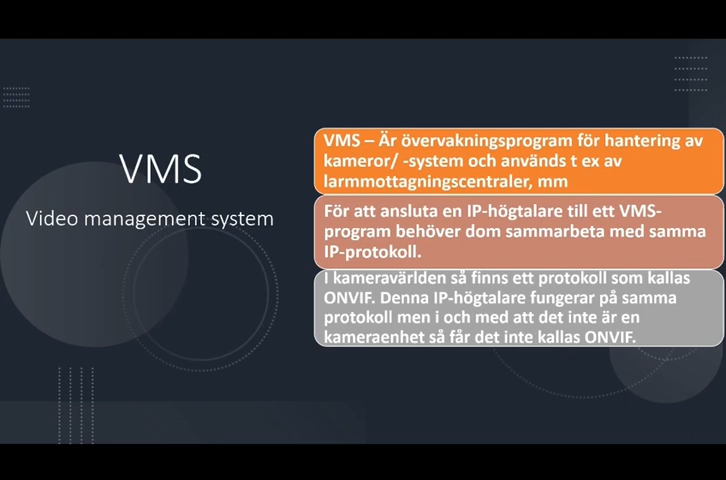 VMS
Video management system
VMS – Är övervakningsprogram för hantering av
kameror/ -system och används t ex av
larmmottagningscentraler, mm
För att ansluta en IP-högtalare till ett VMS-
program behöver dom sammarbeta med samma
IP-protokoll.
I kameravärlden så finns ett protokoll som kallas
ONVIF. Denna IP-högtalare fungerar på samma
protokoll men i och med att det inte är en
kameraenhet så får det inte kallas ONVIF.